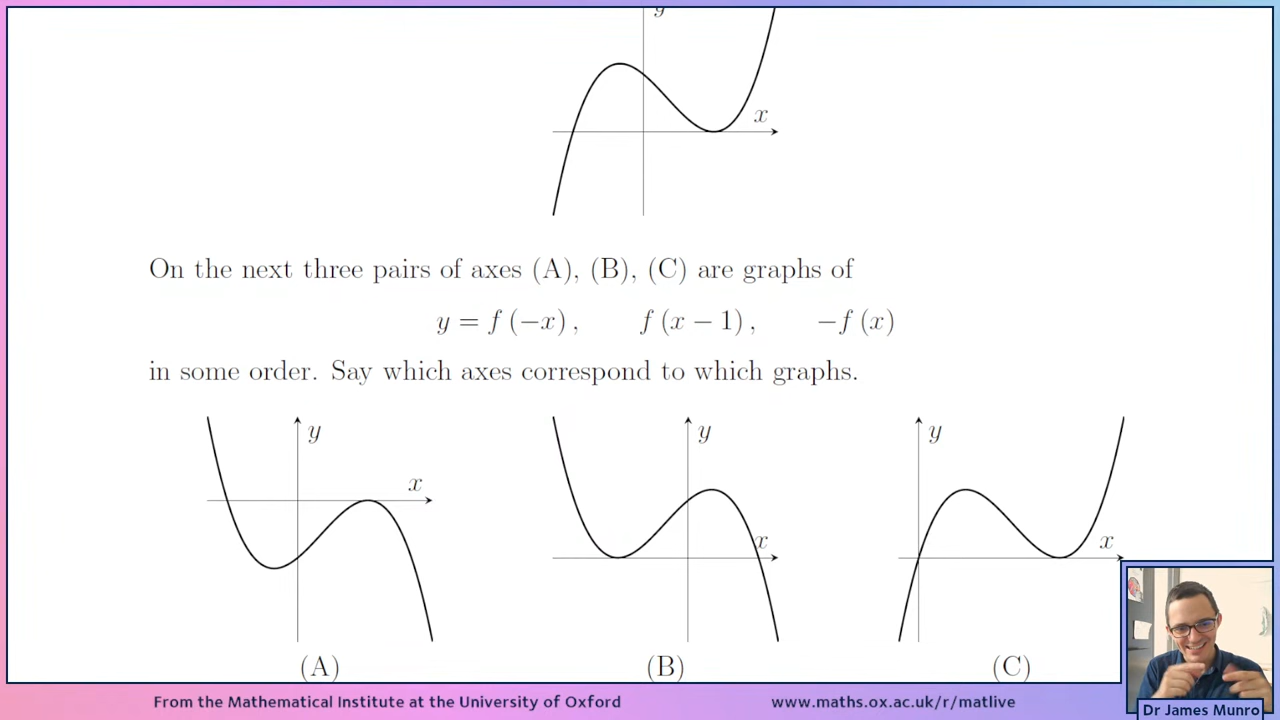 y
x
On the next three pairs of axes (A), (B), (C) are graphs of
y = f (−x) , f (x − 1) , −f (x)
in some order. Say which axes correspond to which graphs.
y y y
x
x x
(A) (B) (C)
From the Mathematical Institute at the University of Oxford www.maths.ox.ac.uk/r/matlive Dr James Munro